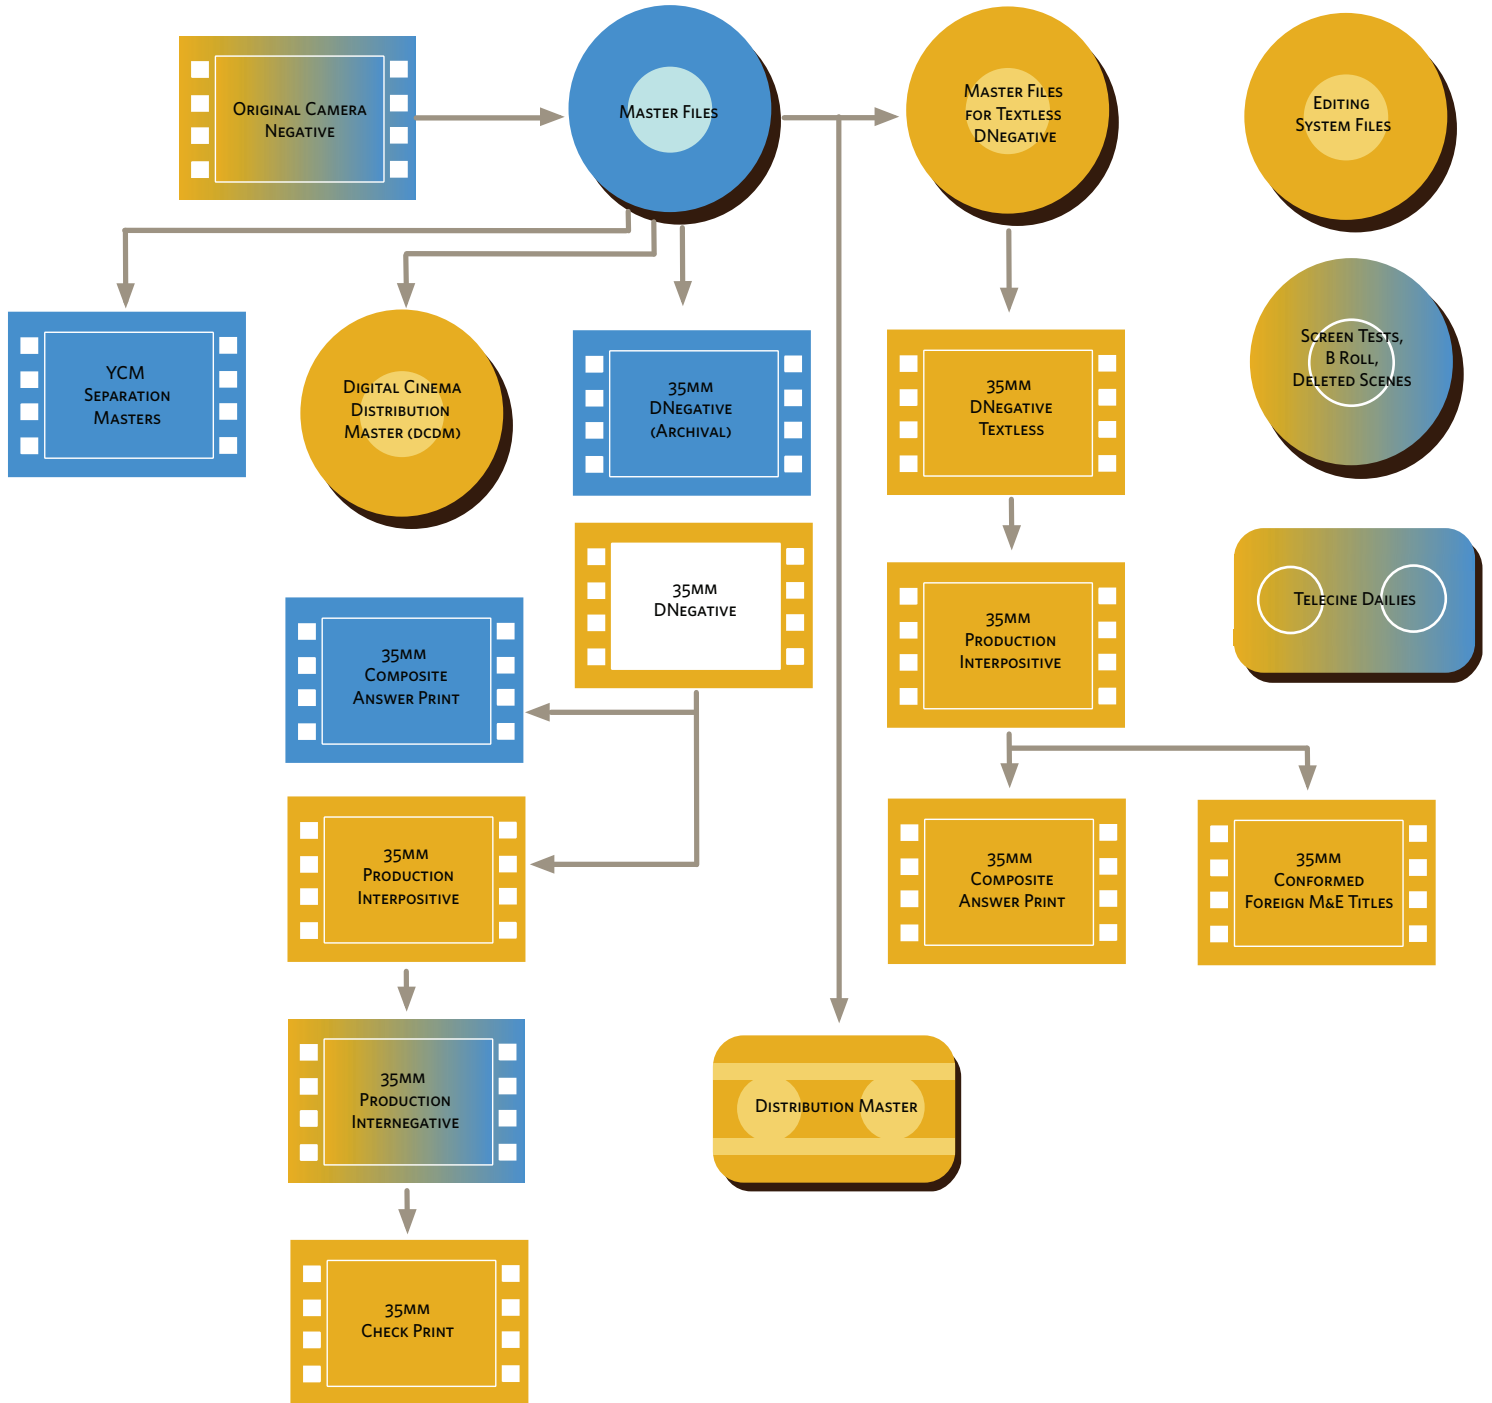 Original Camera
Negative
Master Files
Master Files
for Textless
DNegative
Editing
System Files
YCM
Separation
Masters
Digital Cinema
Distribution
Master (dcdm)
35mm
DNegative
(Archival)
35mm
DNegative
Textless
Screen Tests,
B Roll,
Deleted Scenes
35mm
DNegative
35mm
Composite
Answer Print
35mm
Production
Interpositive
Telecine Dailies
35mm
Production
Interpositive
35mm
Composite
Answer Print
35mm
Conformed
Foreign M&E Titles
35mm
Production
Internegative
Distribution Master
35mm
Check Print